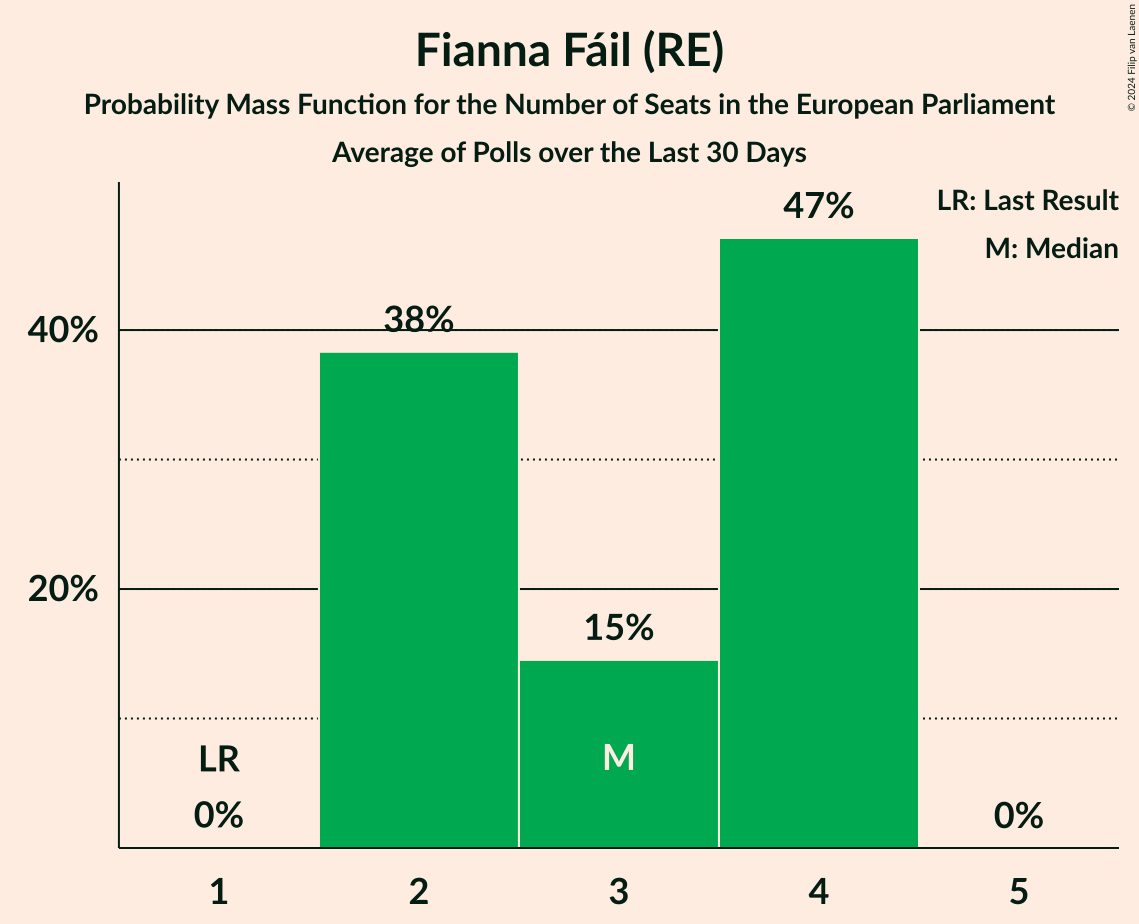 Fianna Fáil (RE)
Probability Mass Function for the Number of Seats in the European Parliament
Average of Polls over the Last 30 Days
© 2024 Filip van Laenen
LR: Last Result
M: Median
47%
38%
40%
20%
15%
M
LR
0%
0%
1 2 3 4 5